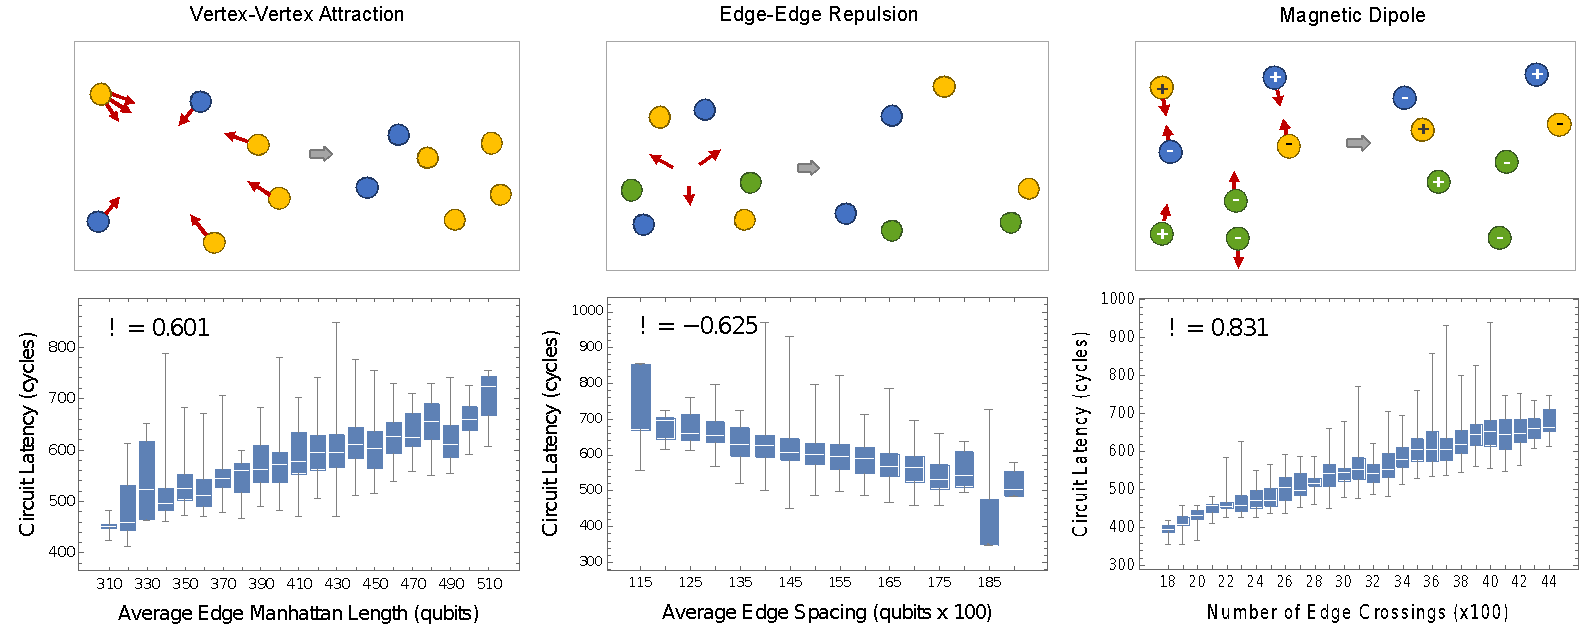 Vertex-Vertex Attraction
Edge-Edge Repulsion
Magnetic Dipole
+
+
-
-
+
-
-
+
-
+
-
+
-
-
+
-
! = 0.601
Circuit Latency (cycles)
800
700
600
500
400
310 330 350 370 390 410 430 450 470 490 510
Average Edge Manhattan Length (qubits)
! = −0.625
Circuit Latency (cycles)
1000
900
800
700
600
500
400
300
115 125 135 145 155 165 175 185
Average Edge Spacing (qubits x 100)
! = 0.831
Circuit Latency (cycles)
1000
900
800
700
600
500
400
300
18 20 22 24 26 28 30 32 34 36 38 40 42 44
Number of Edge Crossings (x100)